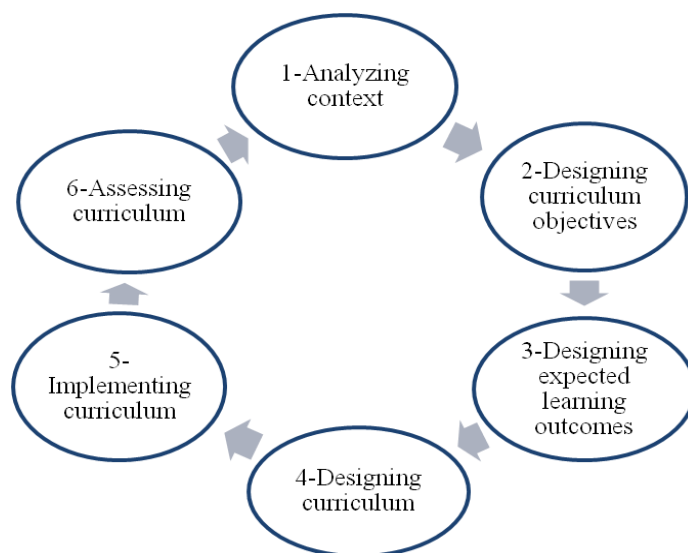 1-Analyzing
context
2-Designing
curriculum
objectives
3-Designing
expected
learning
outcomes
4-Designing
curriculum
5-
Implementing
curriculum
6-Assessing
curriculum